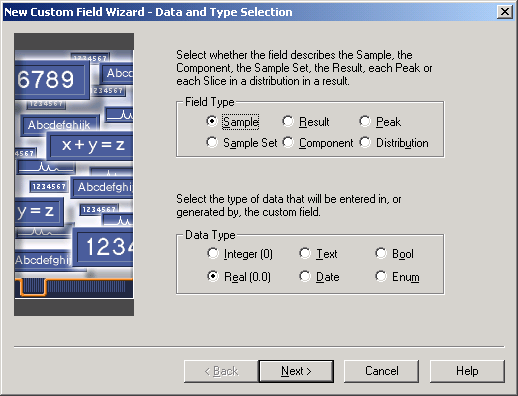 New Custom Field Wizard - Data and Type Selection
6789
Abcd
1234567
1234567
Abcdefghijk
x + y = z
1234567
Abcdefghi
y = z
1234567
1234
Abcdefghi
Select whether the field describes the Sample, the
Component, the Sample Set, the Result, each Peak or
each Slice in a distribution in a result.
Field Type
Sample Result Peak
Sample Set Component Distribution
Select the type of data that will be entered in, or
generated by, the custom field.
Data Type
Integer (0) Text Bool
Real (0.0) Date Enum
< Back Next > Cancel Help